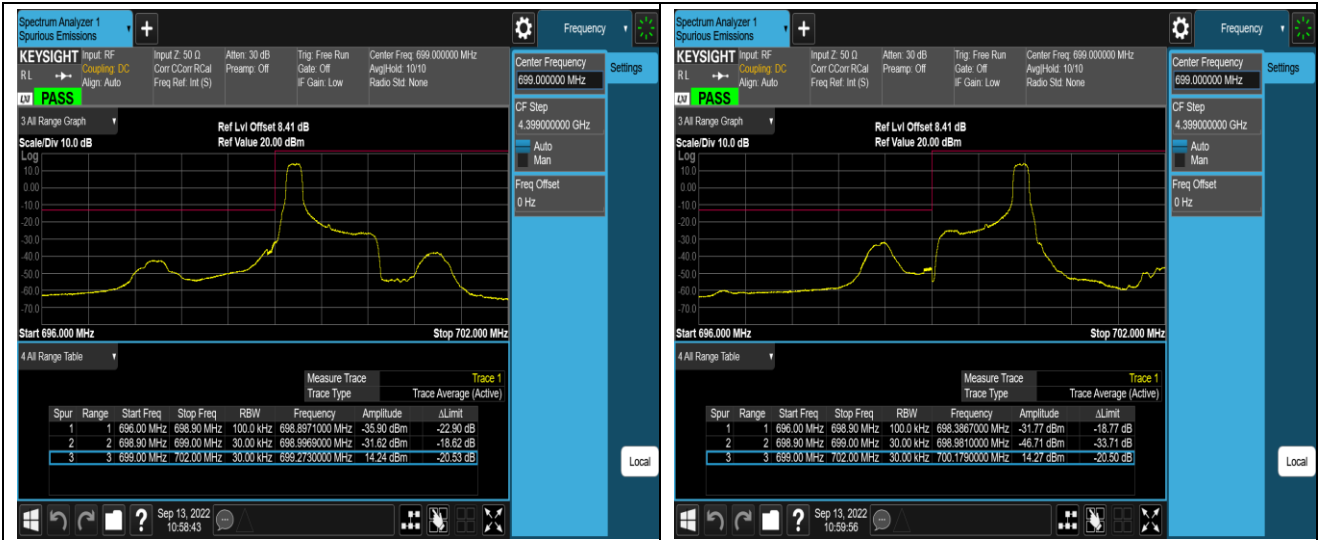 Spectrum Analyzer 1
Spurious Emissions
+
Frequency
KEYSIGHT Input: RF Input Z: 50 Ω Atten: 30 dB Trig: Free Run Center Freq: 699.000000 MHz
RL Coupling: DC Corr CCorr RCal Preamp: Off Gate: Off Avg|Hold: 10/10
Align: Auto Freq Ref: Int (S) IF Gain: Low Radio Std: None
LXI PASS
3 All Range Graph
Ref Lvl Offset 8.41 dB
Scale/Div 10.0 dB Ref Value 20.00 dBm
Log
10.0
0.00
-10.0
-20.0
-30.0
-40.0
-50.0
-60.0
-70.0
Start 696.000 MHz Stop 702.000 MHz
4 All Range Table
Measure Trace Trace 1
Trace Type Trace Average (Active)
Spur Range Start Freq Stop Freq RBW Frequency Amplitude ΔLimit
1 1 696.00 MHz 698.90 MHz 100.0 kHz 698.8971000 MHz -35.90 dBm -22.90 dB
2 2 698.90 MHz 699.00 MHz 30.00 kHz 698.9969000 MHz -31.62 dBm -18.62 dB
3 3 699.00 MHz 702.00 MHz 30.00 kHz 699.2730000 MHz 14.24 dBm -20.53 dB
Center Frequency
699.000000 MHz
Settings
CF Step
4.399000000 GHz
Auto
Man
Freq Offset
0 Hz
Local
?
Sep 13, 2022
10:58:43
Spectrum Analyzer 1
Spurious Emissions
+
Frequency
KEYSIGHT Input: RF Input Z: 50 Ω Atten: 30 dB Trig: Free Run Center Freq: 699.000000 MHz
RL Coupling: DC Corr CCorr RCal Preamp: Off Gate: Off Avg|Hold: 10/10
Align: Auto Freq Ref: Int (S) IF Gain: Low Radio Std: None
LXI PASS
3 All Range Graph
Ref Lvl Offset 8.41 dB
Scale/Div 10.0 dB Ref Value 20.00 dBm
Log
10.0
0.00
-10.0
-20.0
-30.0
-40.0
-50.0
-60.0
-70.0
Start 696.000 MHz Stop 702.000 MHz
4 All Range Table
Measure Trace Trace 1
Trace Type Trace Average (Active)
Spur Range Start Freq Stop Freq RBW Frequency Amplitude ΔLimit
1 1 696.00 MHz 698.90 MHz 100.0 kHz 698.3867000 MHz -31.77 dBm -18.77 dB
2 2 698.90 MHz 699.00 MHz 30.00 kHz 698.9810000 MHz -46.71 dBm -33.71 dB
3 3 699.00 MHz 702.00 MHz 30.00 kHz 700.1790000 MHz 14.27 dBm -20.50 dB
Center Frequency
699.000000 MHz
Settings
CF Step
4.399000000 GHz
Auto
Man
Freq Offset
0 Hz
Local
?
Sep 13, 2022
10:59:56